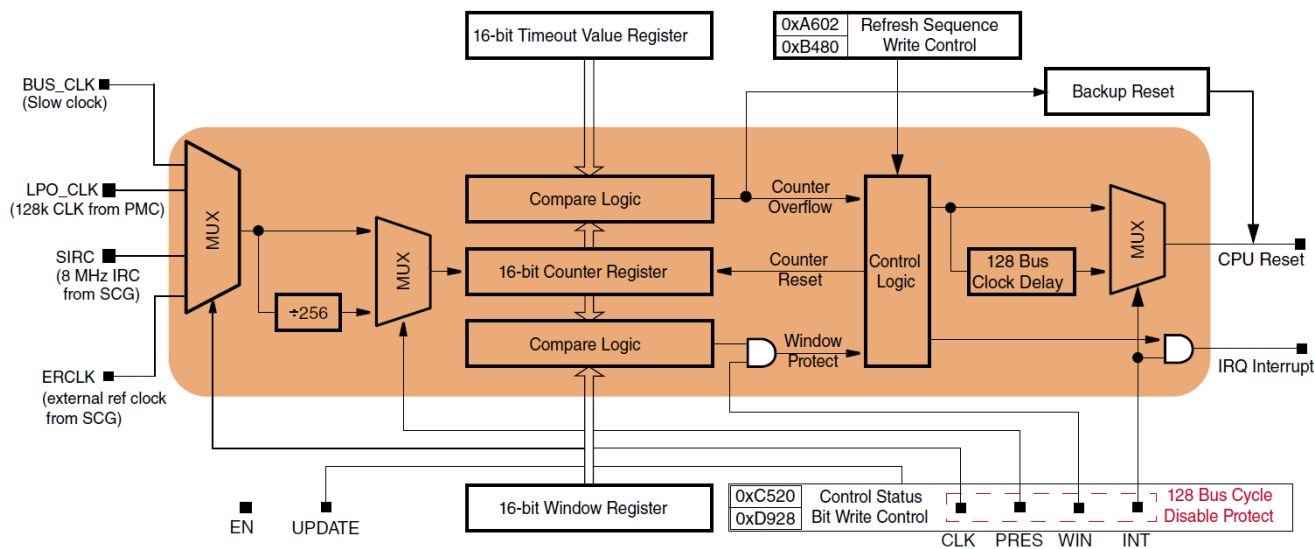 16-bit Timeout Value Register
0xA602
0xB480
Refresh Sequence
Write Control
BUS_CLK
(Slow clock)
Backup Reset
LPO_CLK
(128k CLK from PMC)
SIRC
(8 MHz IRC
from SCG)
ERCLK
(external ref clock
from SCG)
MUX
÷256
MUX
Compare Logic
16-bit Counter Register
Compare Logic
Counter
Overflow
Counter
Reset
Window
Protect
Control
Logic
128 Bus
Clock Delay
MUX
CPU Reset
IRQ Interrupt
EN
UPDATE
16-bit Window Register
0xC520
0xD928
Control Status
Bit Write Control
128 Bus Cycle
Disable Protect
CLK
PRES
WIN
INT